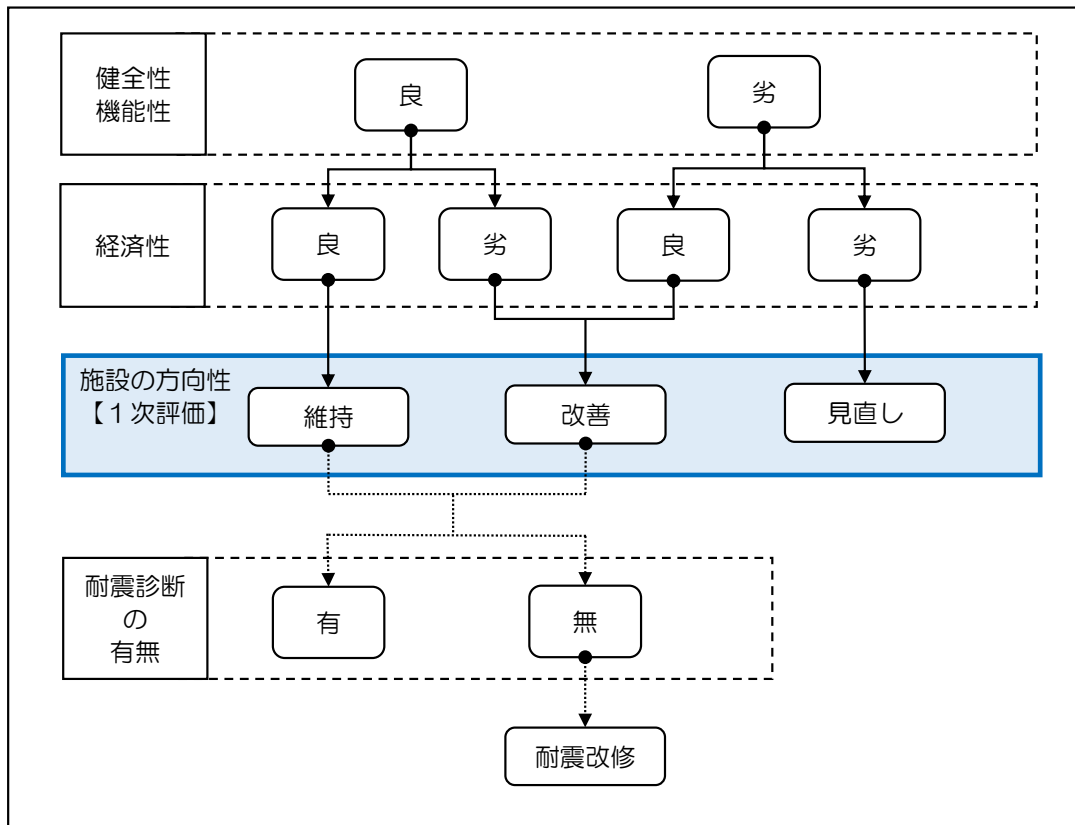 健全性
機能性
良
劣
経済性
良
劣
良
劣
施設の方向性
【１次評価】
維持
改善
見直し
耐震診断
の
有無
有
無
耐震改修